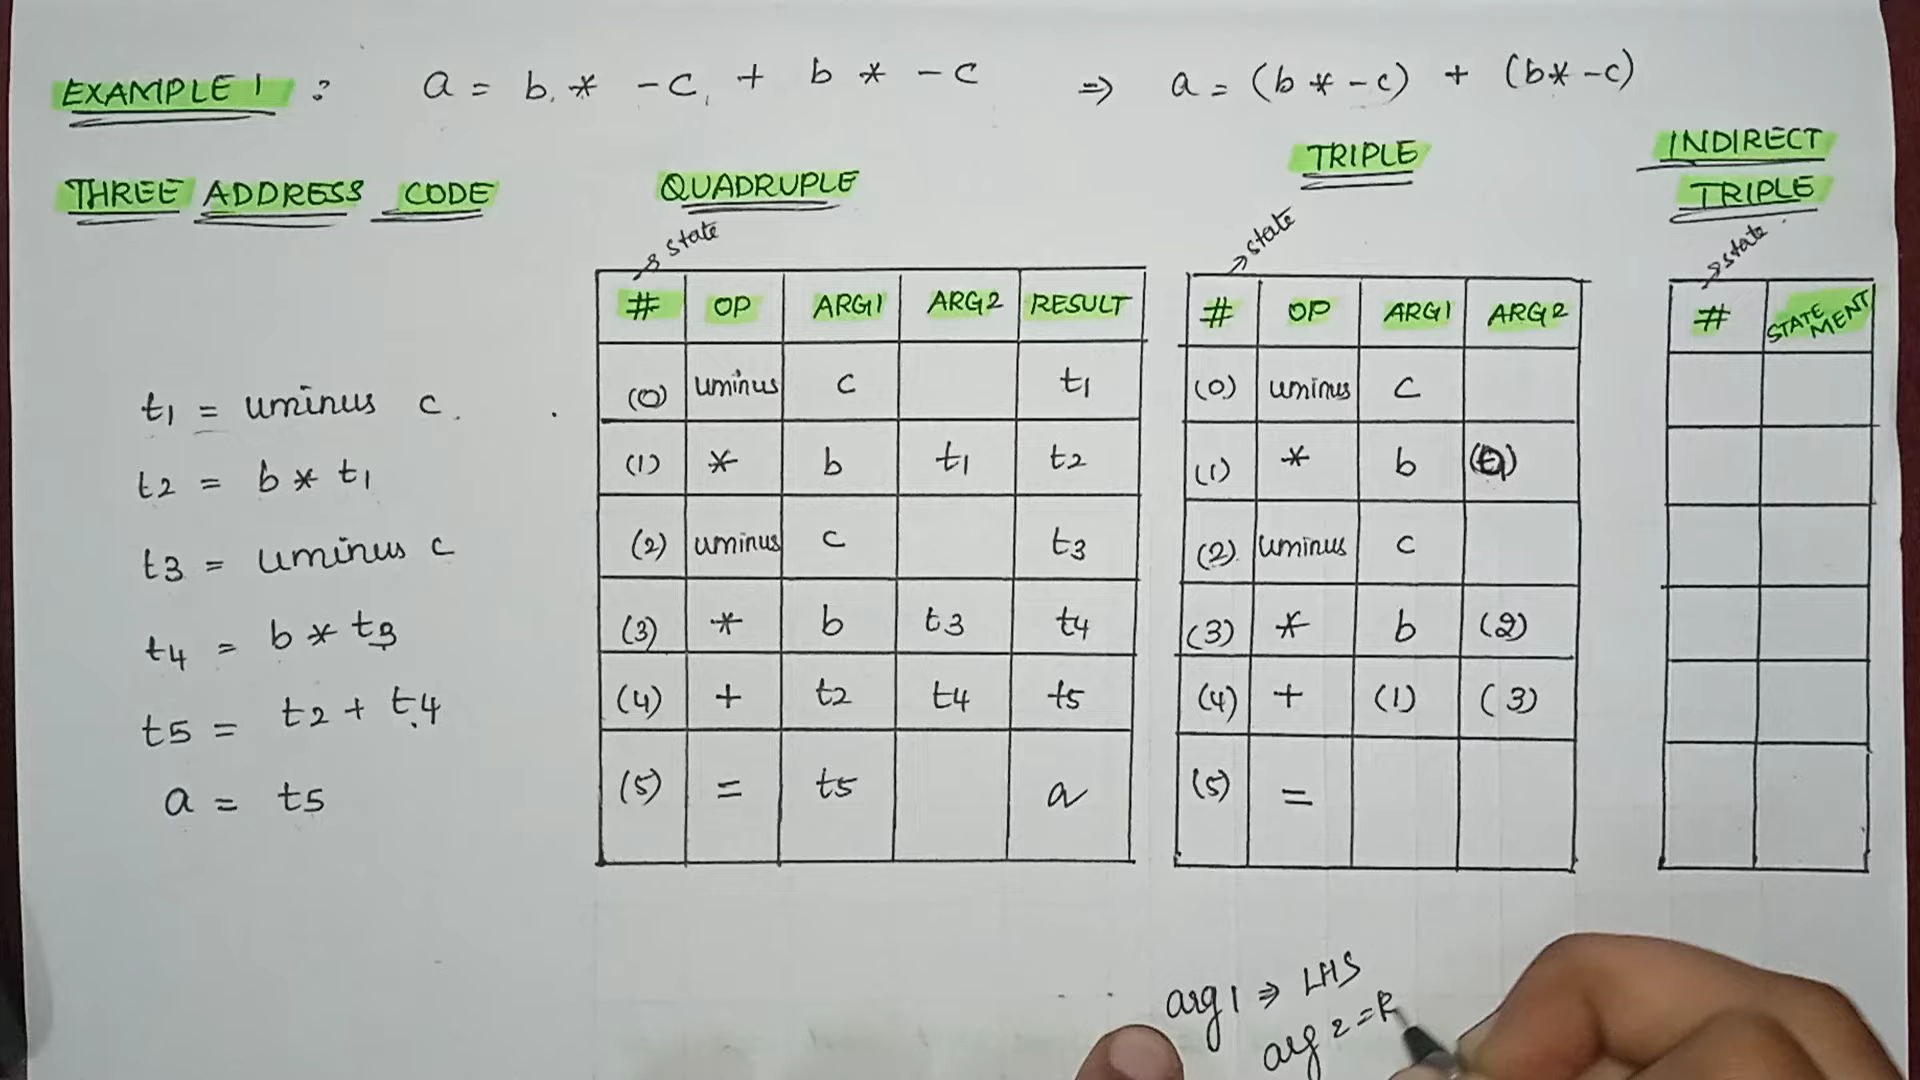 EXAMPLE 1 : a = b * -c + b * -c ⇒ a = (b * -c) + (b* -c)
THREE ADDRESS CODE
t1 = uminus c
t2 = b * t1
t3 = uminus c
t4 = b * t3
t5 = t2 + t4
a = t5
QUADRUPLE
→ state
# OP ARG1 ARG2 RESULT
(0) uminus c t1
(1) * b t1 t2
(2) uminus c t3
(3) * b t3 t4
(4) + t2 t4 t5
(5) = t5 a
TRIPLE
→ state
# OP ARG1 ARG2
(0) uminus c
(1) * b (0)
(2) uminus c
(3) * b (2)
(4) + (1) (3)
(5) =
INDIRECT
TRIPLE
→ state
# STATEMENT
arg1 ⇒ LHS
arg 2 = R